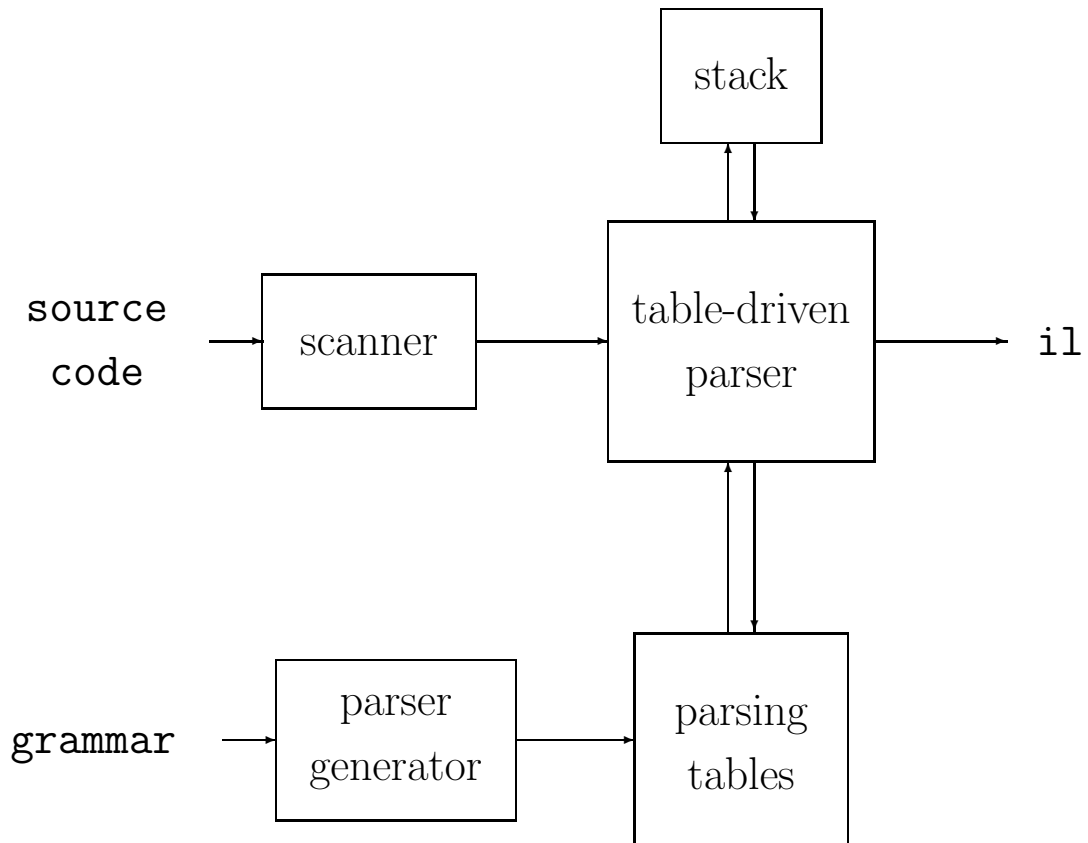 stack
source
code
scanner
table-driven
parser
il
grammar
parser
generator
parsing
tables